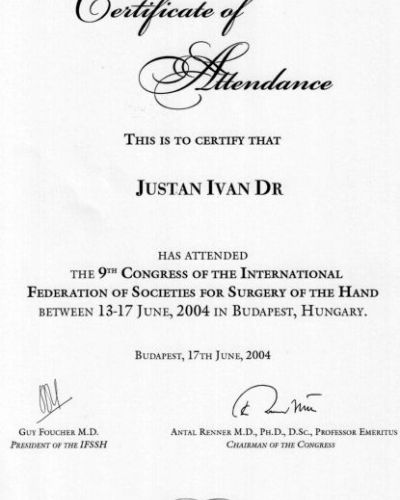 Certificate of
Attendance
THIS IS TO CERTIFY THAT
JUSTAN IVAN DR
HAS ATTENDED
THE 9TH CONGRESS OF THE INTERNATIONAL
FEDERATION OF SOCIETIES FOR SURGERY OF THE HAND
BETWEEN 13-17 JUNE, 2004 IN BUDAPEST, HUNGARY.
BUDAPEST, 17TH JUNE, 2004
GUY FOUCHER M.D.
PRESIDENT OF THE IFSSH
ANTAL RENNER M.D., PH.D., D.SC., PROFESSOR EMERITUS
CHAIRMAN OF THE CONGRESS